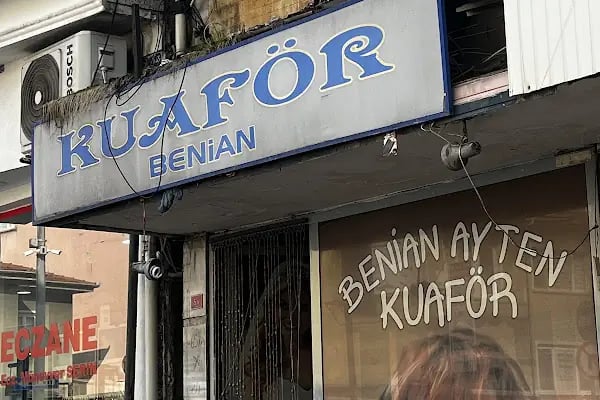 BOSCH
KUAFÖR
BENiAN
BENiAN AYTEN
KUAFÖR
ECZANE